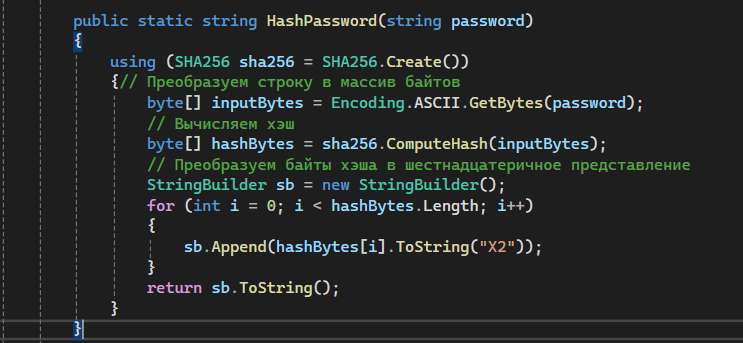 public static string HashPassword(string password)
{
using (SHA256 sha256 = SHA256.Create())
{// Преобразуем строку в массив байтов
byte[] inputBytes = Encoding.ASCII.GetBytes(password);
// Вычисляем хэш
byte[] hashBytes = sha256.ComputeHash(inputBytes);
// Преобразуем байты хэша в шестнадцатеричное представление
StringBuilder sb = new StringBuilder();
for (int i = 0; i < hashBytes.Length; i++)
{
sb.Append(hashBytes[i].ToString("X2"));
}
return sb.ToString();
}
}